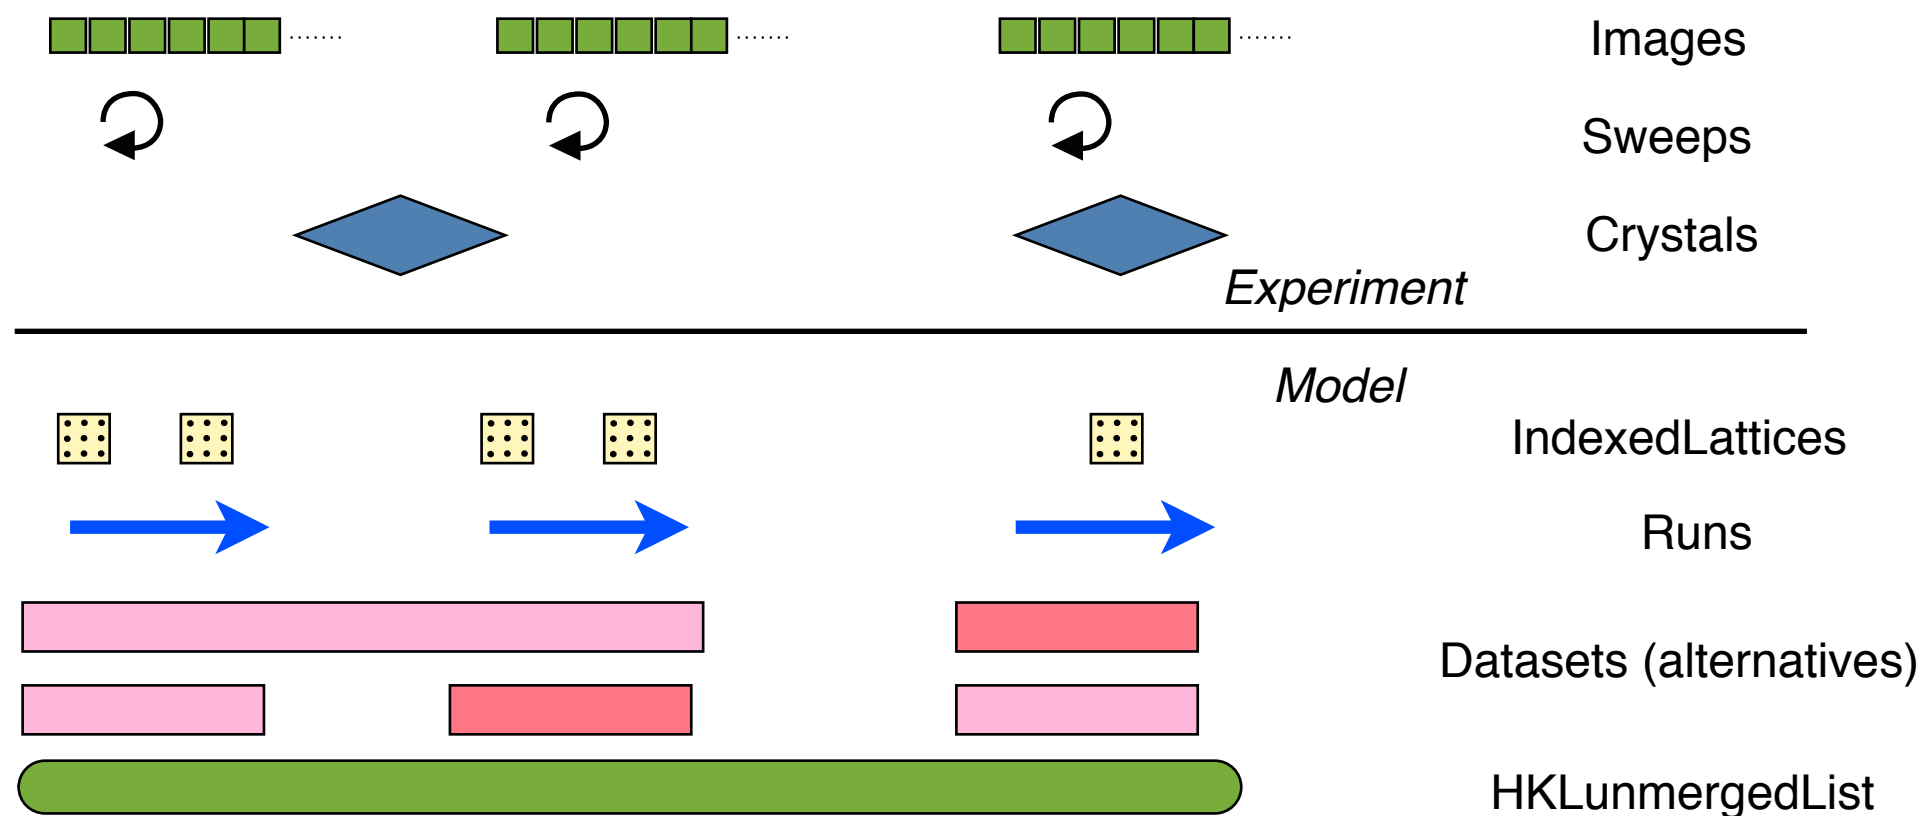 Images
Sweeps
Crystals
Experiment
Model
IndexedLattices
Runs
Datasets (alternatives)
HKLunmergedList